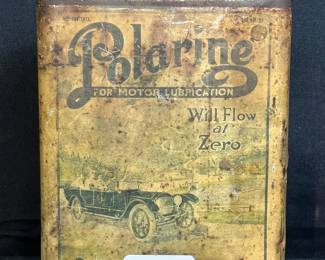 Polarine
FOR MOTOR LUBRICATION
Will Flow
at
Zero